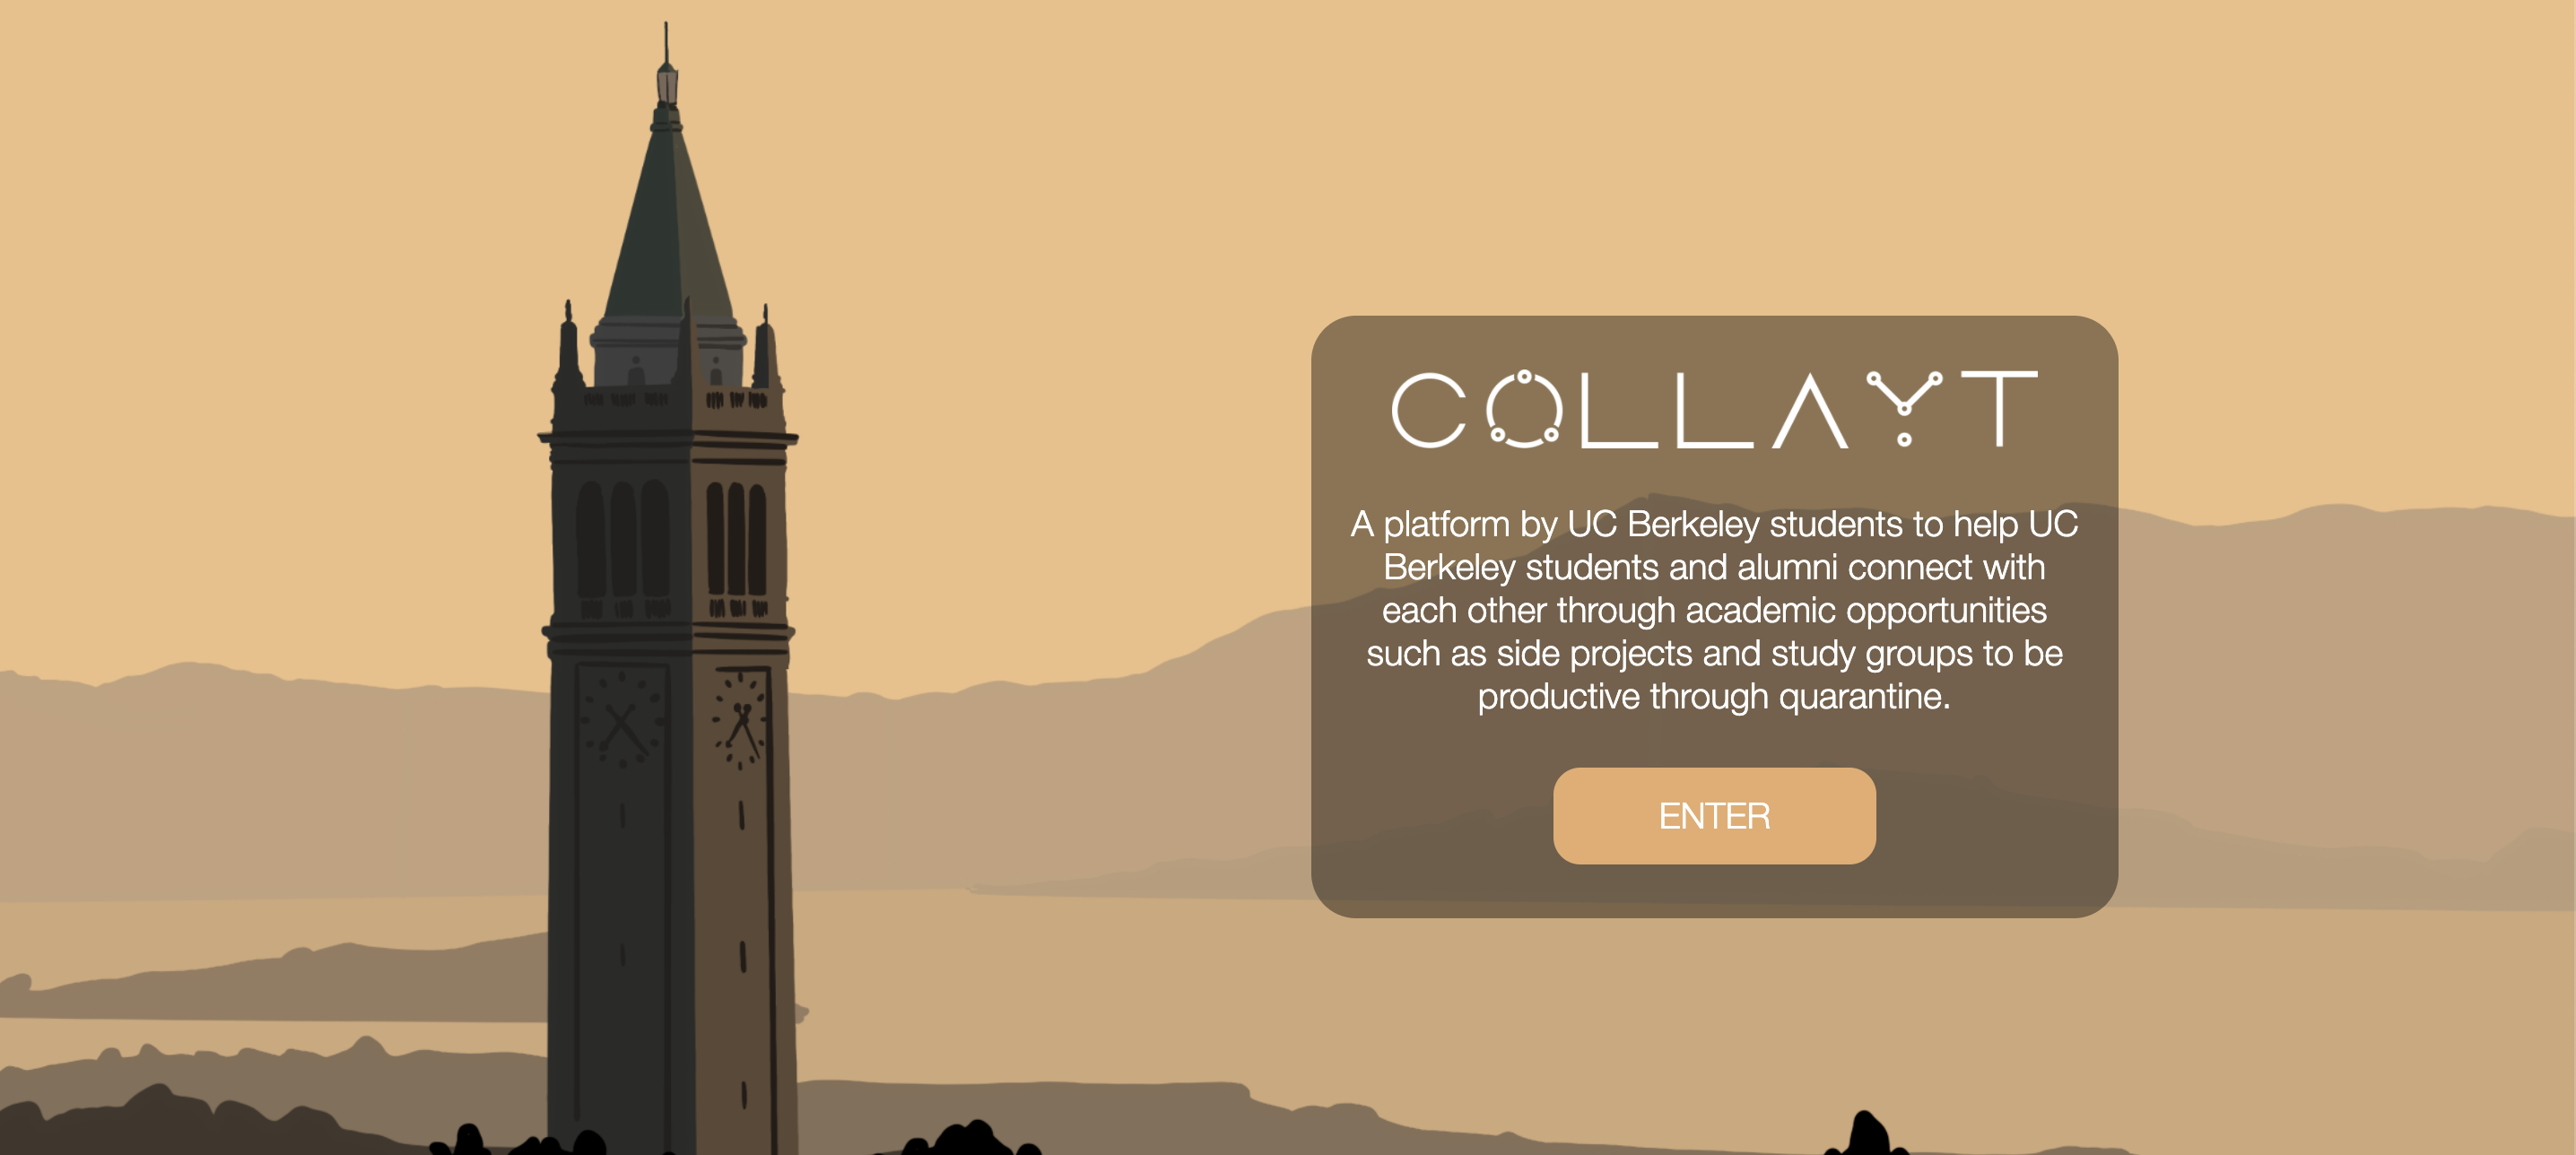 COLLAYT
A platform by UC Berkeley students to help UC
Berkeley students and alumni connect with
each other through academic opportunities
such as side projects and study groups to be
productive through quarantine.
ENTER